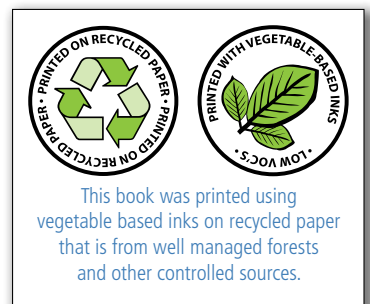 PRINTED ON RECYCLED PAPER • PRINTED ON RECYCLED PAPER •
PRINTED WITH VEGETABLE-BASED INKS
• LOW VOC'S •
This book was printed using
vegetable based inks on recycled paper
that is from well managed forests
and other controlled sources.